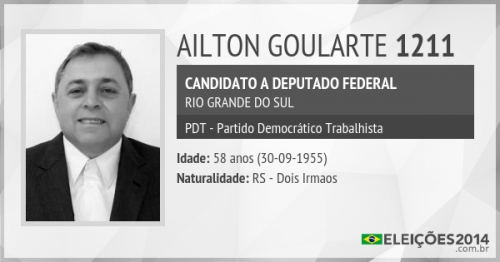 AILTON GOULARTE 1211
CANDIDATO A DEPUTADO FEDERAL
RIO GRANDE DO SUL
PDT - Partido Democrático Trabalhista
Idade: 58 anos (30-09-1955)
Naturalidade: RS - Dois Irmaos
ELEIÇÕES2014
.com.br